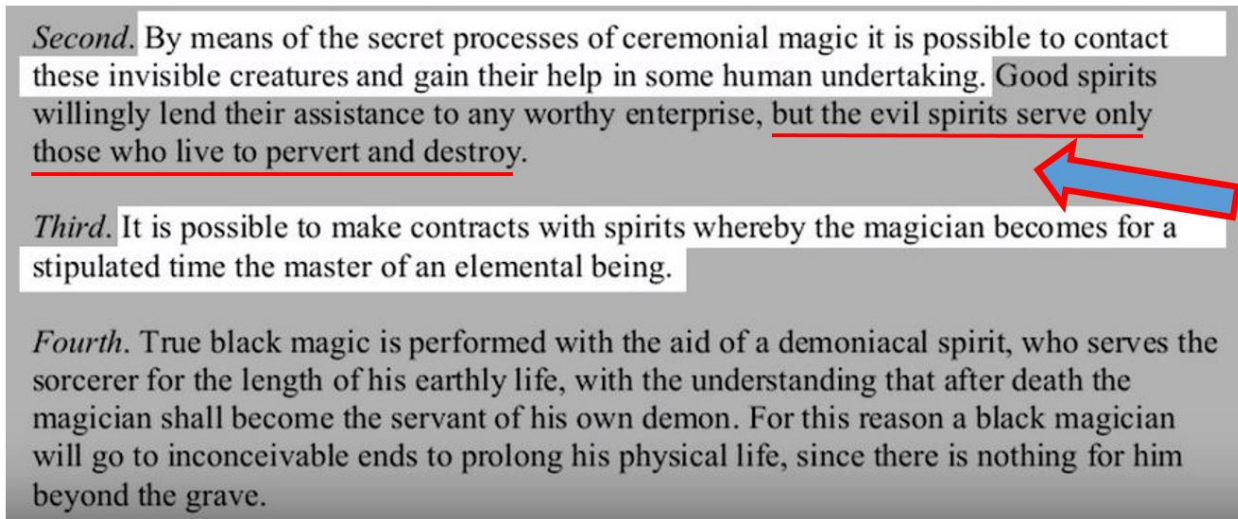 Second. By means of the secret processes of ceremonial magic it is possible to contact
these invisible creatures and gain their help in some human undertaking. Good spirits
willingly lend their assistance to any worthy enterprise, but the evil spirits serve only
those who live to pervert and destroy.
Third. It is possible to make contracts with spirits whereby the magician becomes for a
stipulated time the master of an elemental being.
Fourth. True black magic is performed with the aid of a demoniacal spirit, who serves the
sorcerer for the length of his earthly life, with the understanding that after death the
magician shall become the servant of his own demon. For this reason a black magician
will go to inconceivable ends to prolong his physical life, since there is nothing for him
beyond the grave.